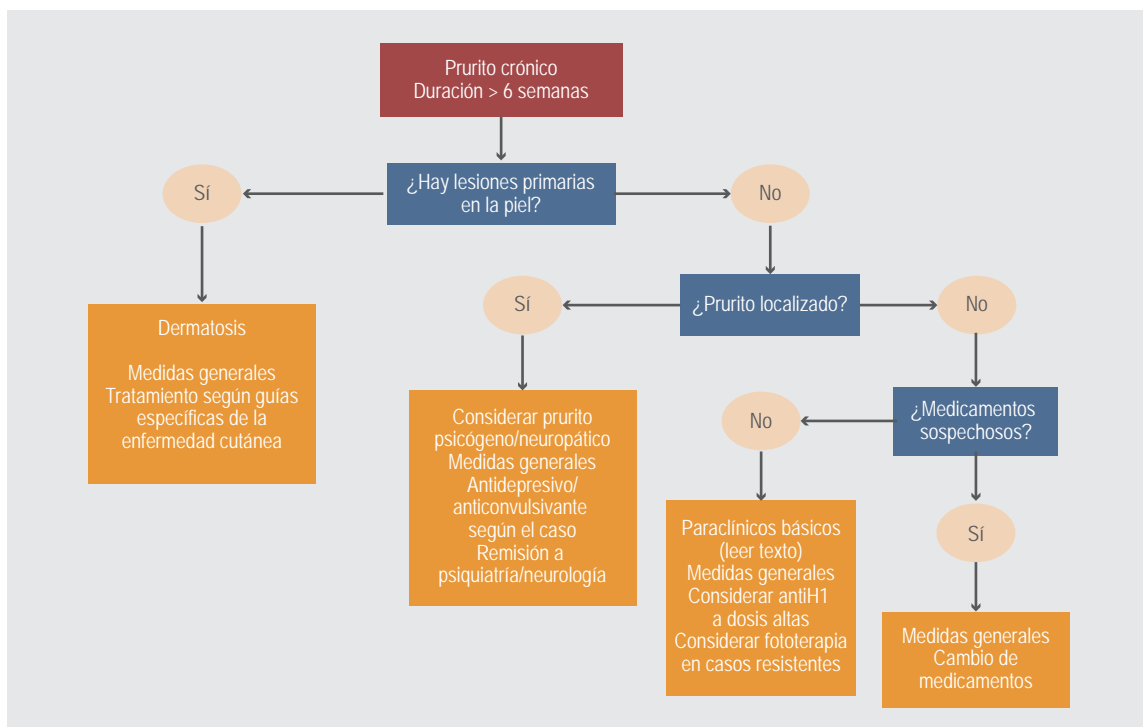 Prurito crónico
Duración > 6 semanas
¿Hay lesiones primarias
en la piel?
Sí
No
¿Prurito localizado?
Sí
No
Dermatosis
Medidas generales
Tratamiento según guías
específicas de la
enfermedad cutánea
Considerar prurito
psicógeno/neuropático
Medidas generales
Antidepresivo/
anticonvulsivante
según el caso
Remisión a
psiquiatría/neurología
¿Medicamentos
sospechosos?
No
Sí
Paraclínicos básicos
(leer texto)
Medidas generales
Considerar antiH1
a dosis altas
Considerar fototerapia
en casos resistentes
Medidas generales
Cambio de
medicamentos